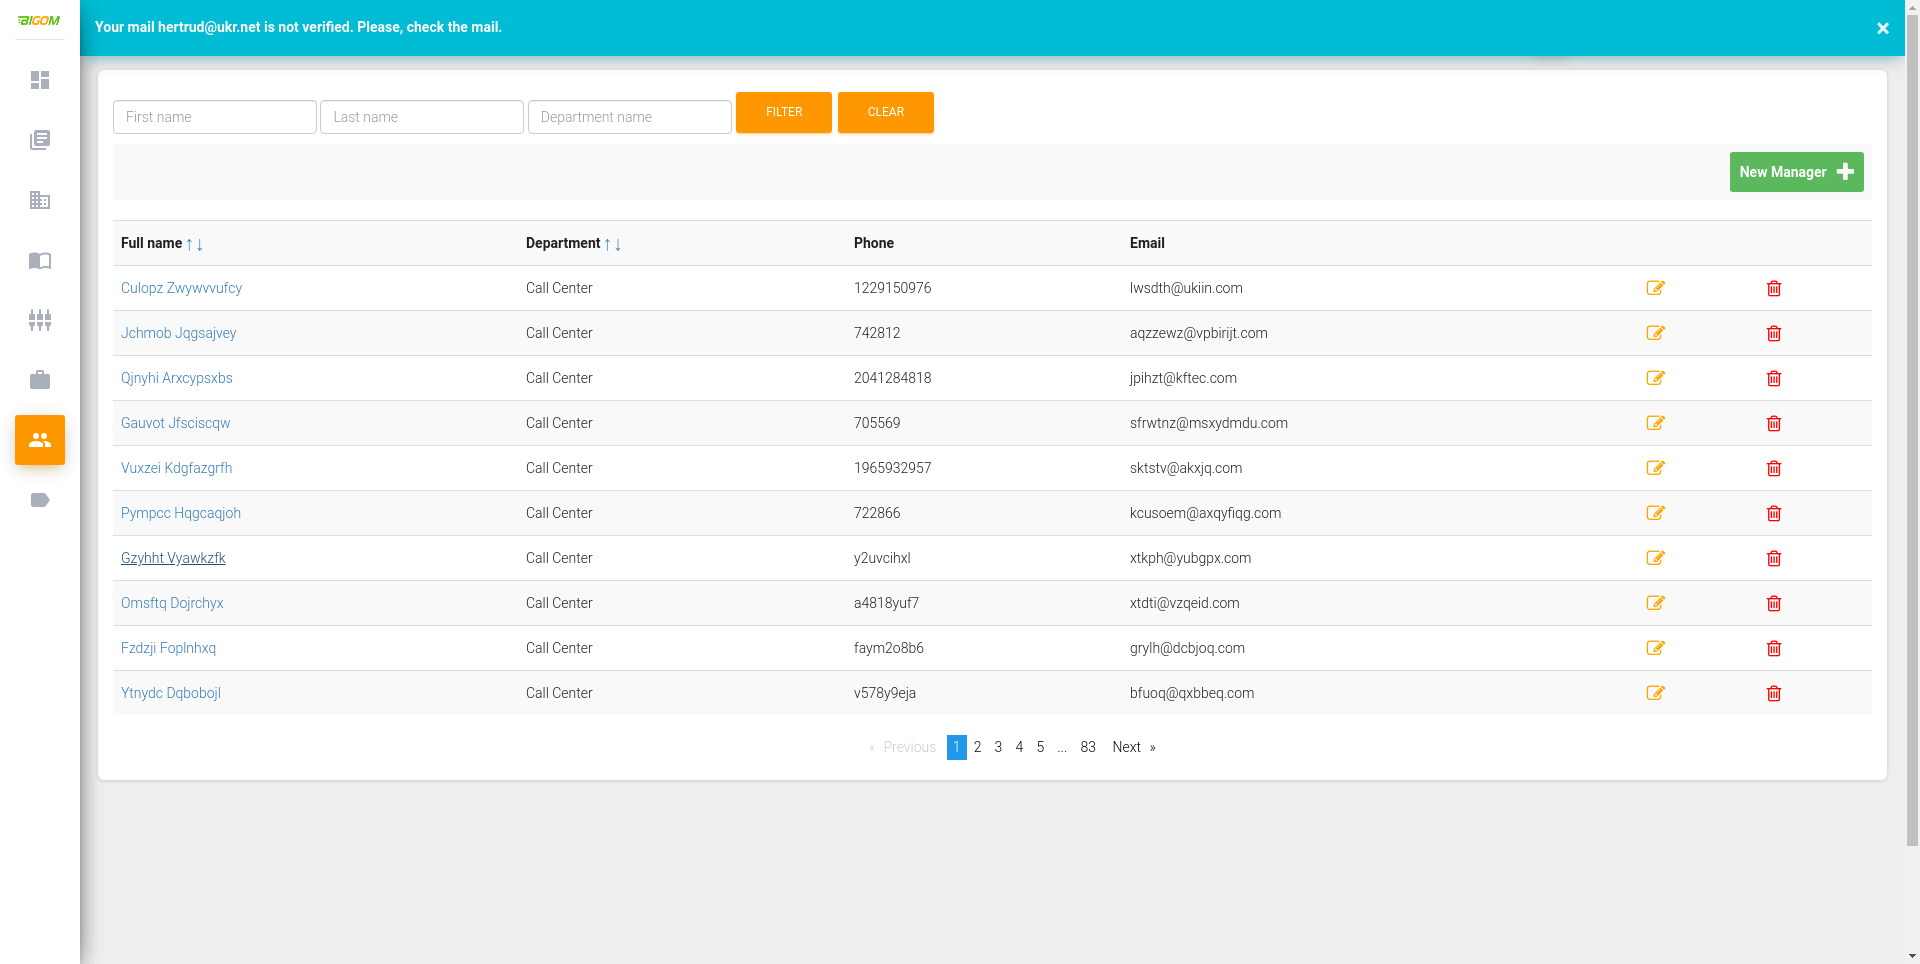 BIGOM
Your mail hertrud@ukr.net is not verified. Please, check the mail.
×
First name Last name Department name FILTER CLEAR
New Manager
Full name ↑ ↓ Department ↑ ↓ Phone Email
Culopz Zwywvvufcy Call Center 1229150976 lwsdth@ukiin.com
Jchmob Jqgsajvey Call Center 742812 aqzzewz@vpbirijt.com
Qjnyhi Arxcypsxbs Call Center 2041284818 jpihzt@kftec.com
Gauvot Jfsciscqw Call Center 705569 sfrwtnz@msxydmdu.com
Vuxzei Kdgfazgrfh Call Center 1965932957 sktstv@akxjq.com
Pympcc Hqgcaqjoh Call Center 722866 kcusoem@axqyfiqg.com
Gzyhht Vyawkzfk Call Center y2uvcihxl xtkph@yubgpx.com
Omsftq Dojrchyx Call Center a4818yuf7 xtdti@vzqeid.com
Fzdzji Foplnhxq Call Center faym2o8b6 grylh@dcbjoq.com
Ytnydc Dqbobojl Call Center v578y9eja bfuoq@qxbbeq.com
« Previous 1 2 3 4 5 ... 83 Next »